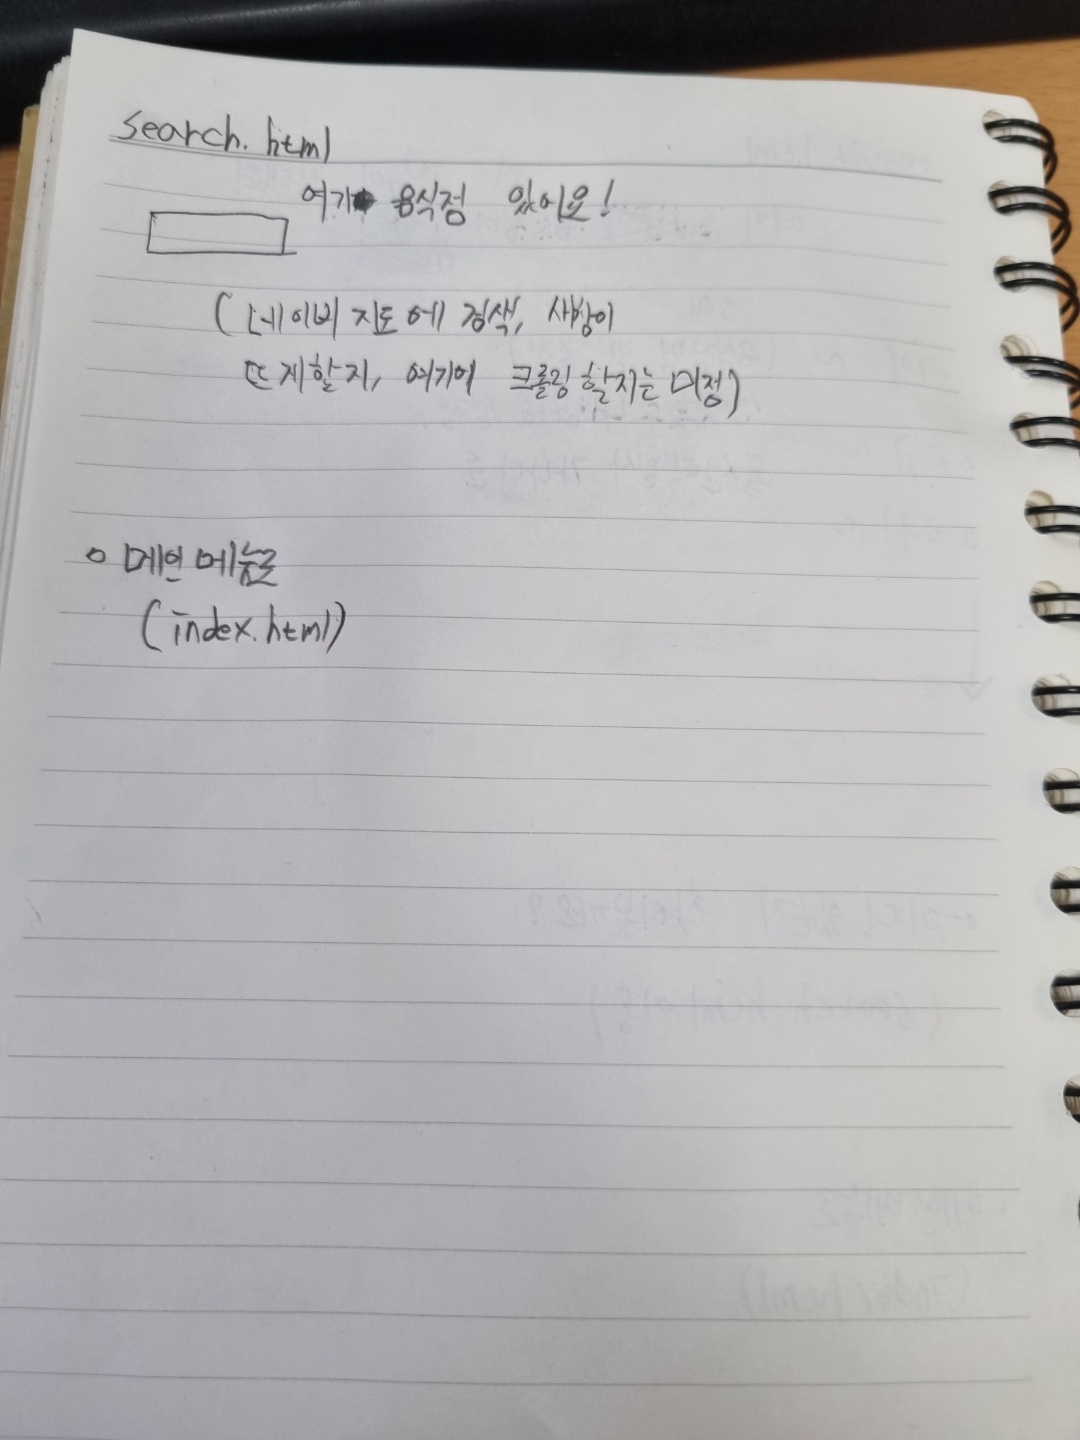 search.html
여기 음식점 있어요!
(네이버 지도에 검색, 사항이
뜨게할지, 여기에 크롤링 할지는 미정)
o 메인 메뉴로
(index.html)